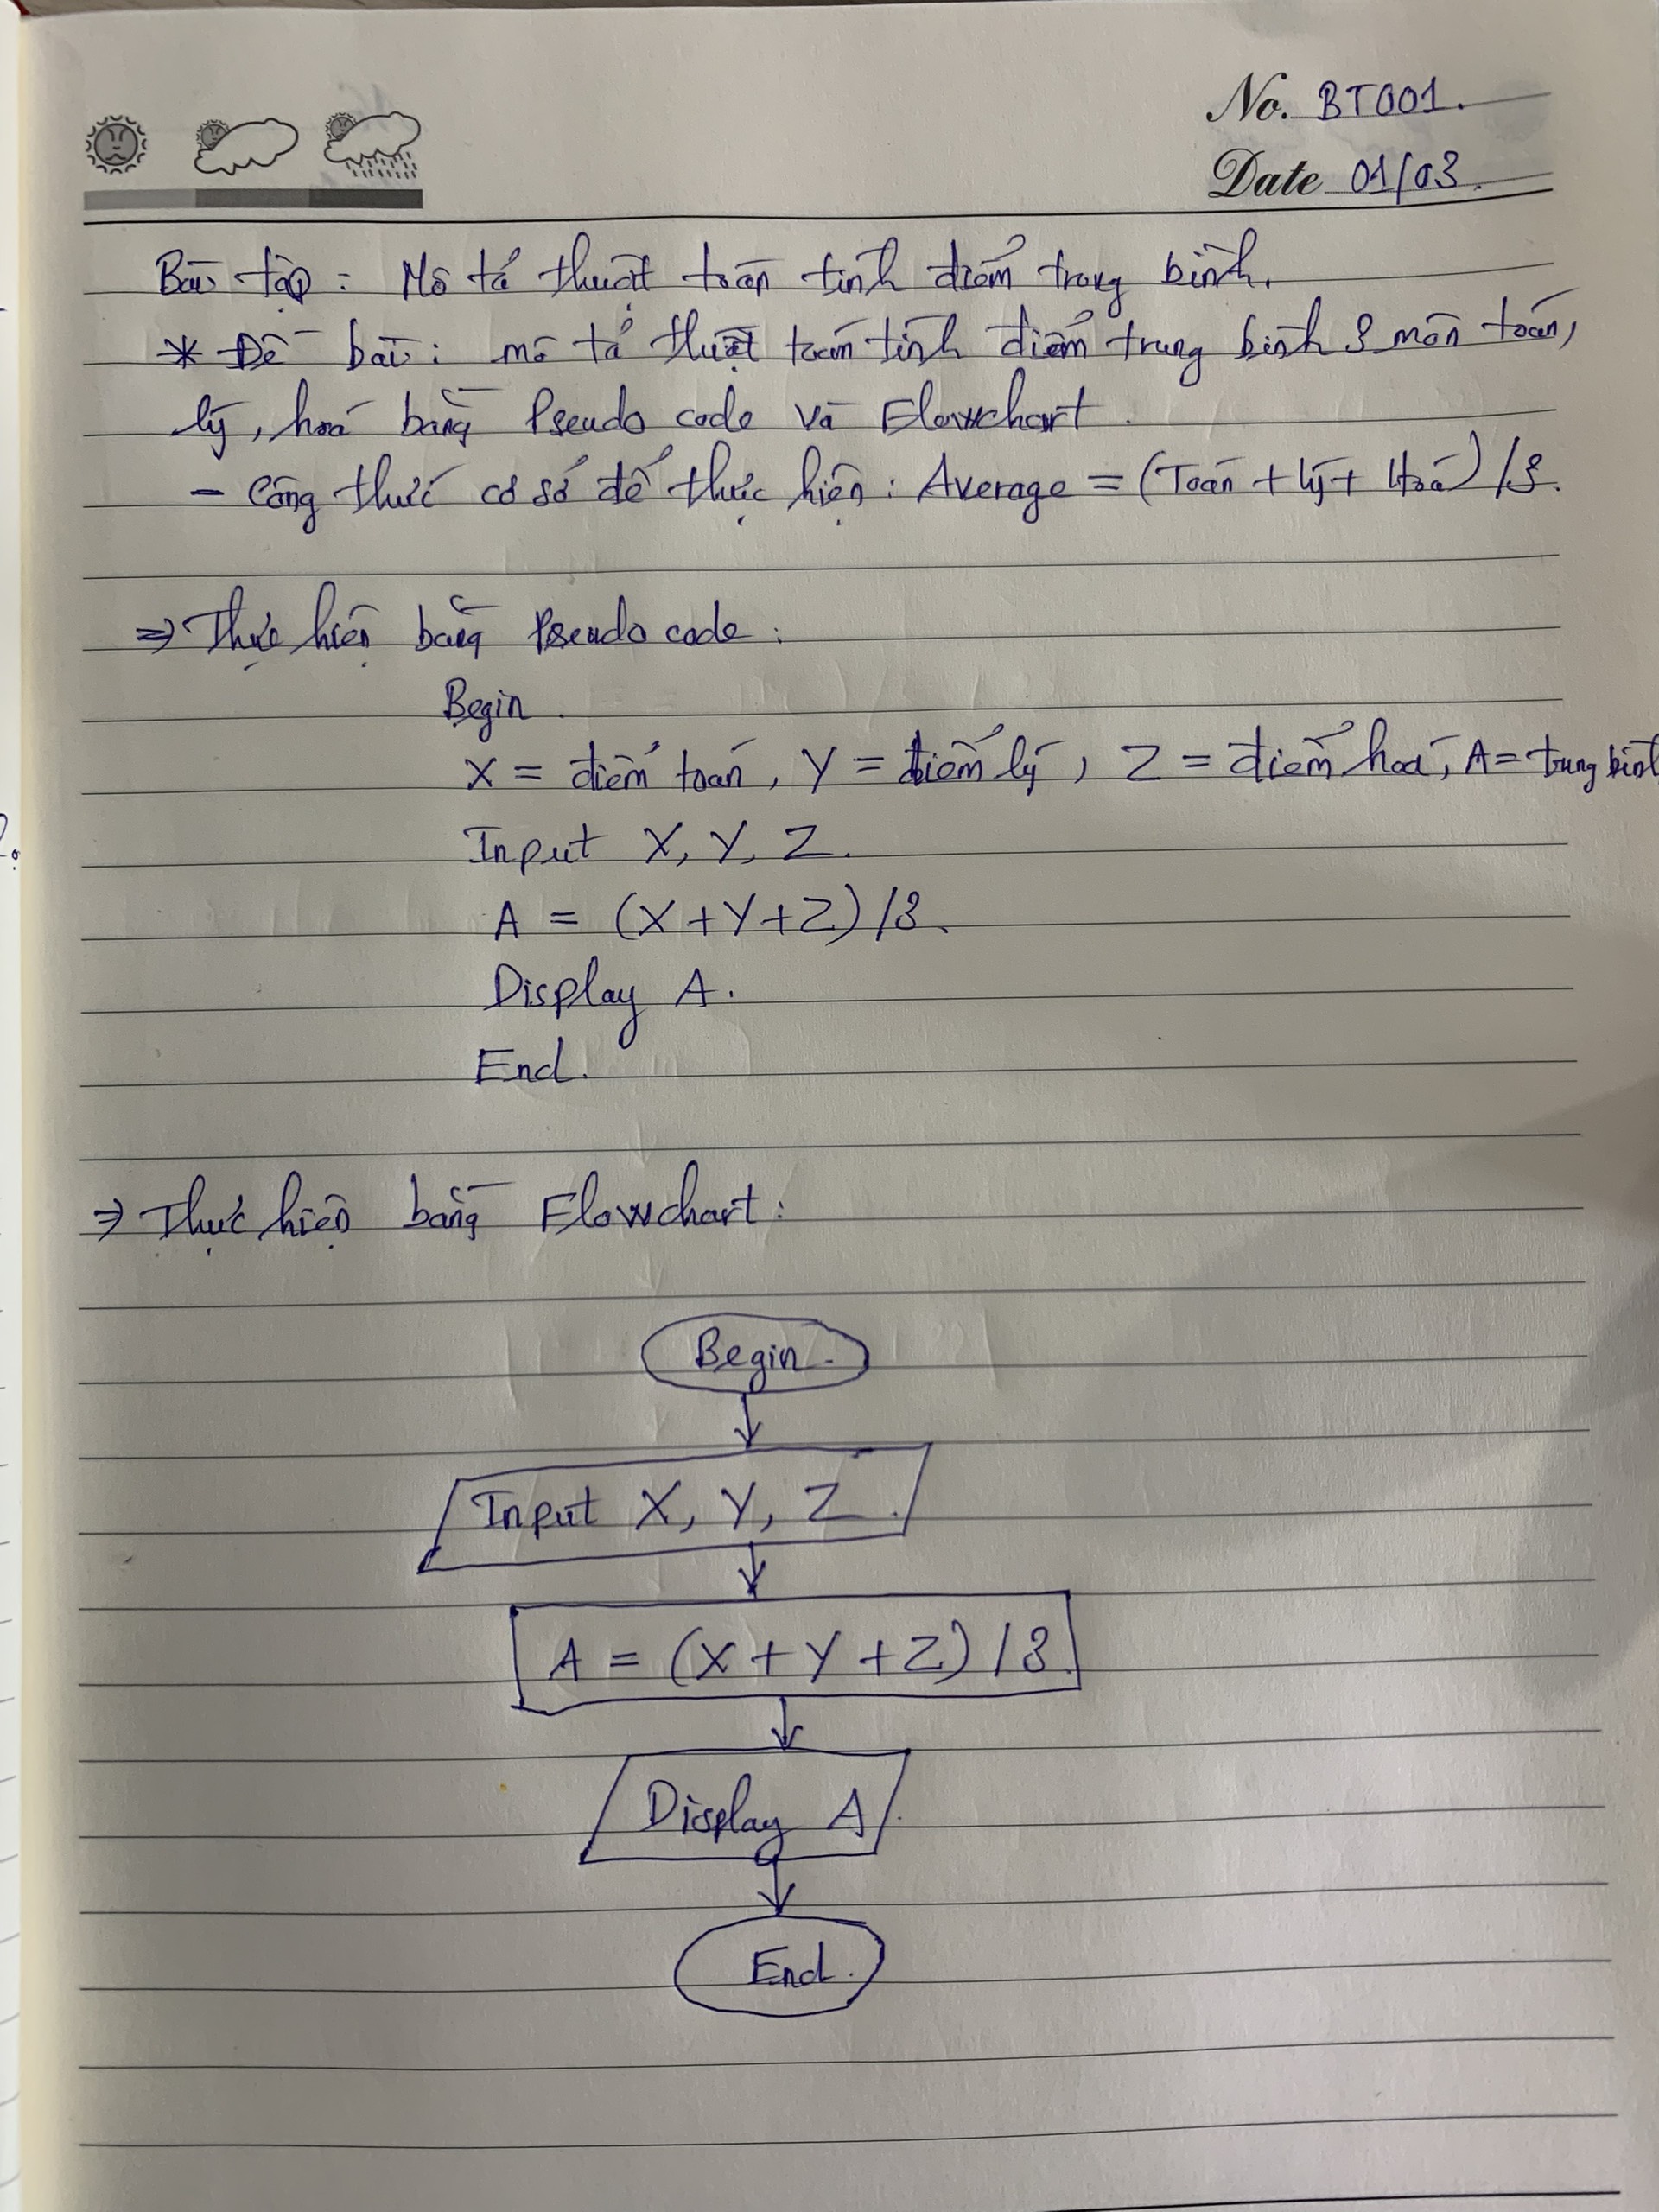 No. BT001.
Date 01/03.
Bài tập: Mô tả thuật toán tính điểm trung bình.
* Đề bài: mô tả thuật toán tính điểm trung bình 3 môn toán,
lý, hoá bằng Pseudo code và Flowchart.
- Công thức cơ sở để thực hiện: Average = (Toán + lý + Hoá) / 3.
=> Thực hiện bằng Pseudo code:
Begin.
X = điểm toán, Y = điểm lý, Z = điểm hoá, A = trung bình
Input X, Y, Z.
A = (X+Y+Z)/3.
Display A.
End.
=> Thực hiện bằng Flowchart:
Begin.
Input X, Y, Z.
A = (X+Y+Z)/3.
Display A.
End.